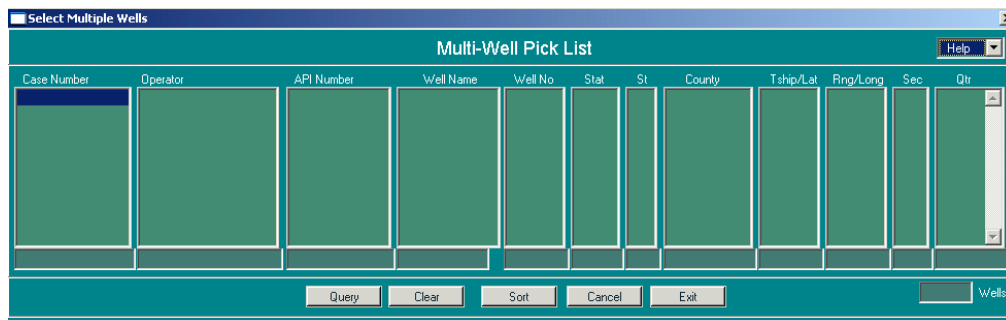 Select Multiple Wells
Multi-Well Pick List
Help
Case Number Operator API Number Well Name Well No Stat St County Tship/Lat Rng/Long Sec Qtr
Query Clear Sort Cancel Exit Wells